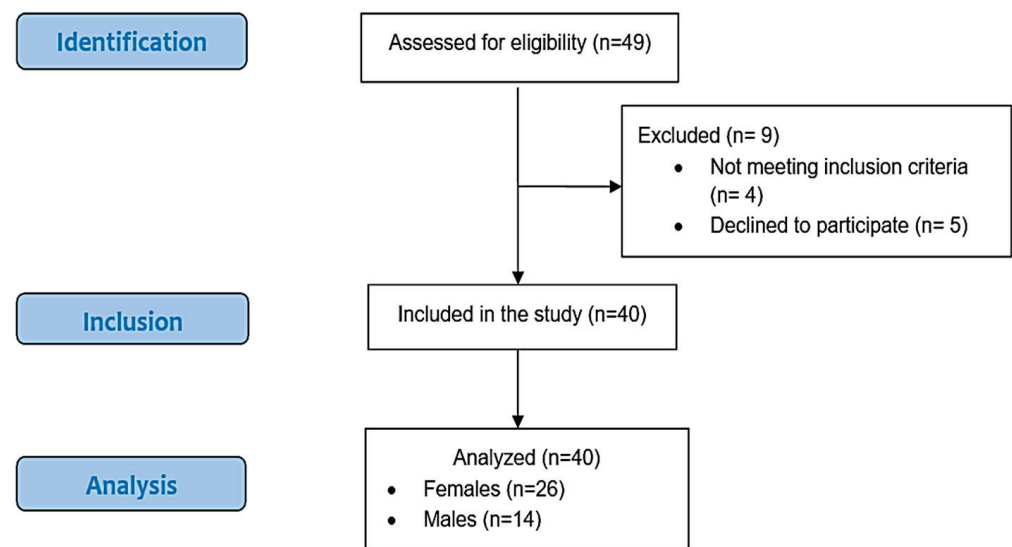 Identification
Assessed for eligibility (n=49)
Excluded (n= 9)
• Not meeting inclusion criteria
(n= 4)
• Declined to participate (n= 5)
Inclusion
Included in the study (n=40)
Analysis
Analyzed (n=40)
• Females (n=26)
• Males (n=14)